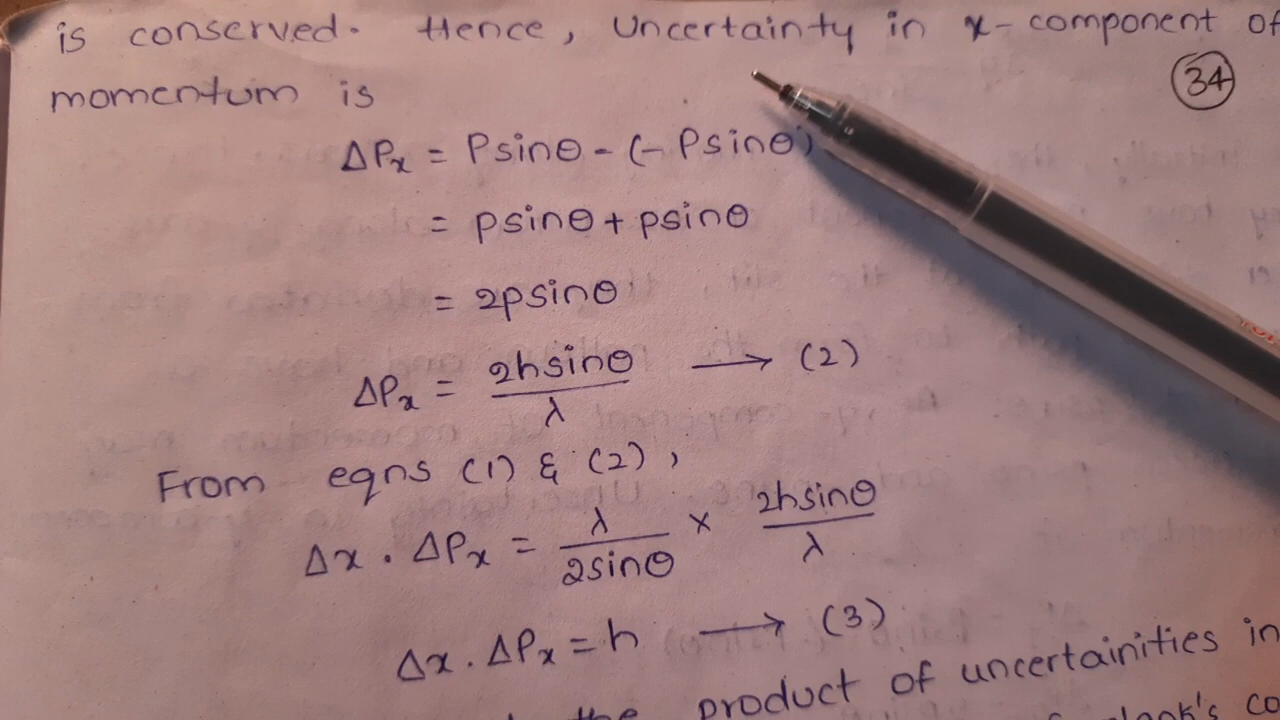 is conserved. Hence, Uncertainty in x-component of
momentum is
34
ΔPx = Psinθ - (- Psinθ)
= psinθ + psinθ
= 2psinθ
ΔPx = 2hsinθ/λ → (2)
From eqns (1) & (2),
Δx . ΔPx = λ/2sinθ × 2hsinθ/λ
Δx . ΔPx = h → (3)
the product of uncertainities in